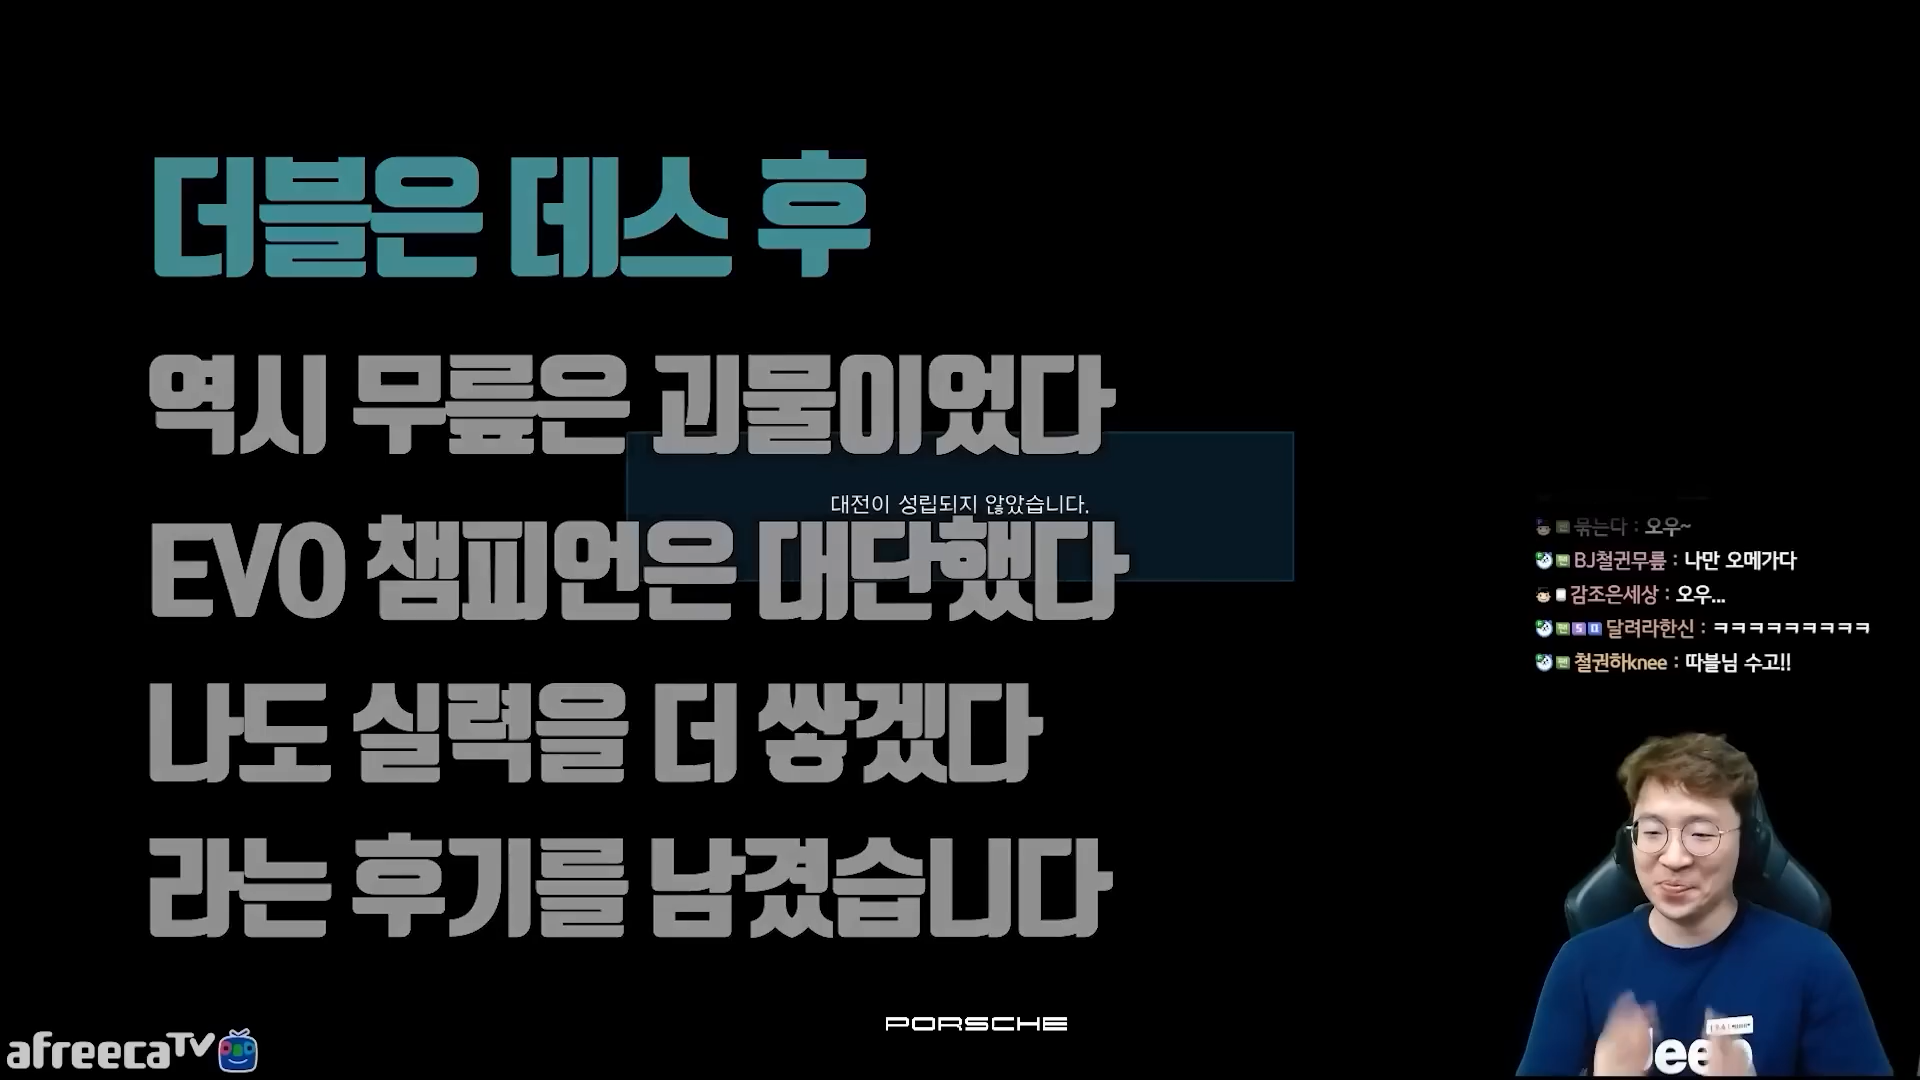 더블은 데스 후
역시 무릎은 괴물이었다
대전이 성립되지 않았습니다.
EVO 챔피언은 대단했다
나도 실력을 더 쌓겠다
라는 후기를 남겼습니다
묶는다 : 오우~
BJ철권무릎 : 나만 오메가다
감조은세상 : 오우...
달려라한신 : ㅋㅋㅋㅋㅋㅋㅋㅋㅋ
철권하knee : 따블님 수고!!
PORSCHE
afreecaTV